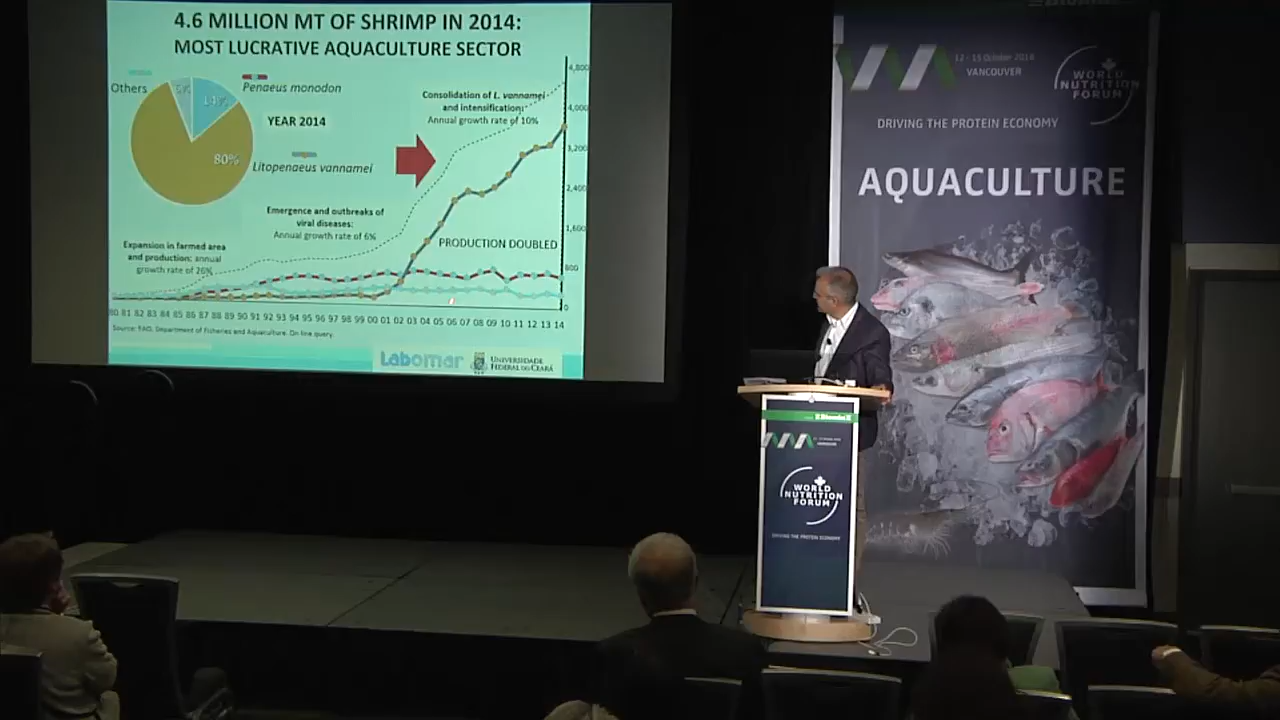 4.6 MILLION MT OF SHRIMP IN 2014:
MOST LUCRATIVE AQUACULTURE SECTOR
Others
5%
14%
Penaeus monodon
YEAR 2014
80%
Litopenaeus vannamei
Consolidation of L. vannamei
and intensification:
Annual growth rate of 10%
Emergence and outbreaks of
viral diseases:
Annual growth rate of 6%
Expansion in farmed area
and production: annual
growth rate of 26%
PRODUCTION DOUBLED
4,800
4,000
3,200
2,400
1,600
800
0
80 81 82 83 84 85 86 87 88 89 90 91 92 93 94 95 96 97 98 99 00 01 02 03 04 05 06 07 08 09 10 11 12 13 14
Source: FAO, Department of Fisheries and Aquaculture. On line query.
Labomar
UNIVERSIDADE
FEDERAL DO CEARÁ
12 - 15 October 2016
VANCOUVER
WORLD
NUTRITION
FORUM
DRIVING THE PROTEIN ECONOMY
AQUACULTURE
WORLD
NUTRITION
FORUM
DRIVING THE PROTEIN ECONOMY